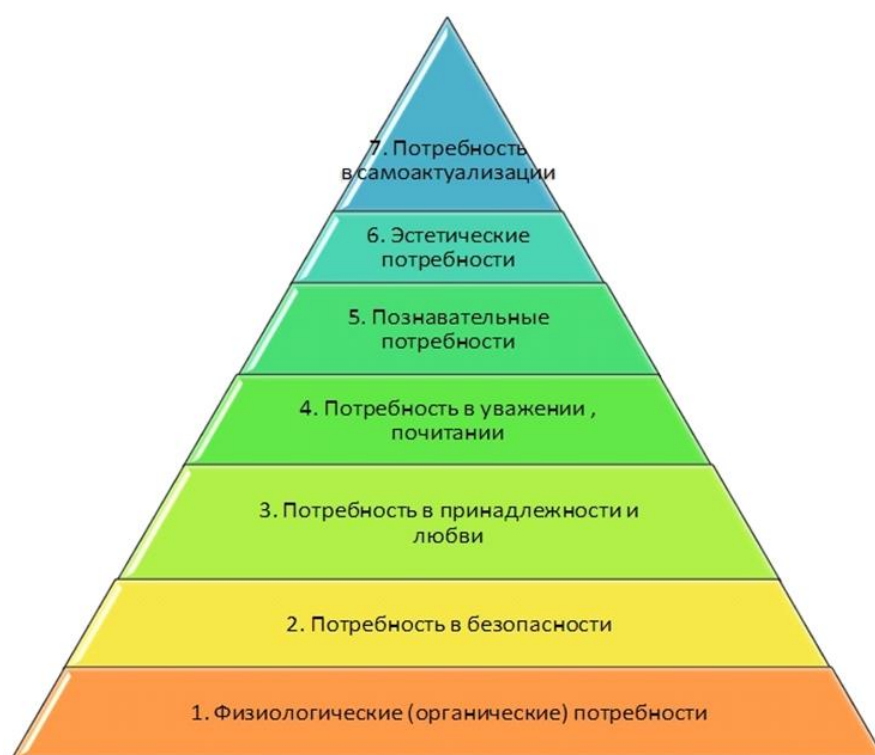 7. Потребность
в самоактуализации
6. Эстетические
потребности
5. Познавательные
потребности
4. Потребность в уважении ,
почитании
3. Потребность в принадлежности и
любви
2. Потребность в безопасности
1. Физиологические (органические) потребности